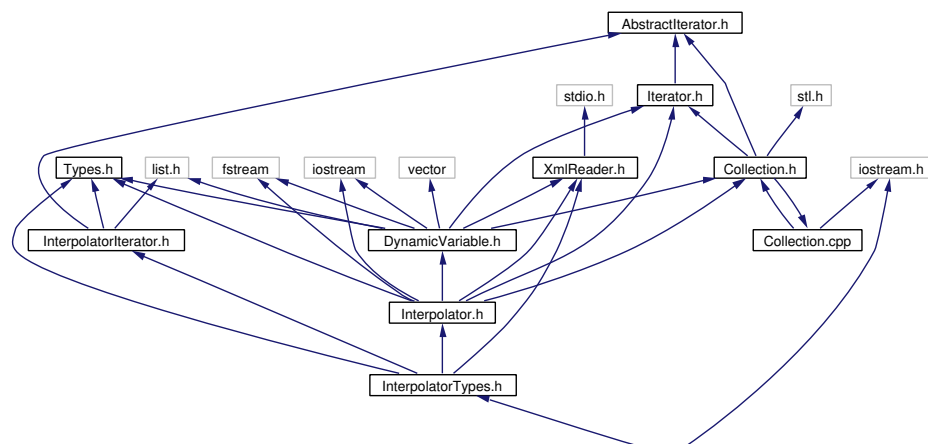 AbstractIterator.h
stdio.h
Iterator.h
stl.h
Types.h
list.h
fstream
iostream
vector
XmlReader.h
Collection.h
iostream.h
InterpolatorIterator.h
DynamicVariable.h
Collection.cpp
Interpolator.h
InterpolatorTypes.h